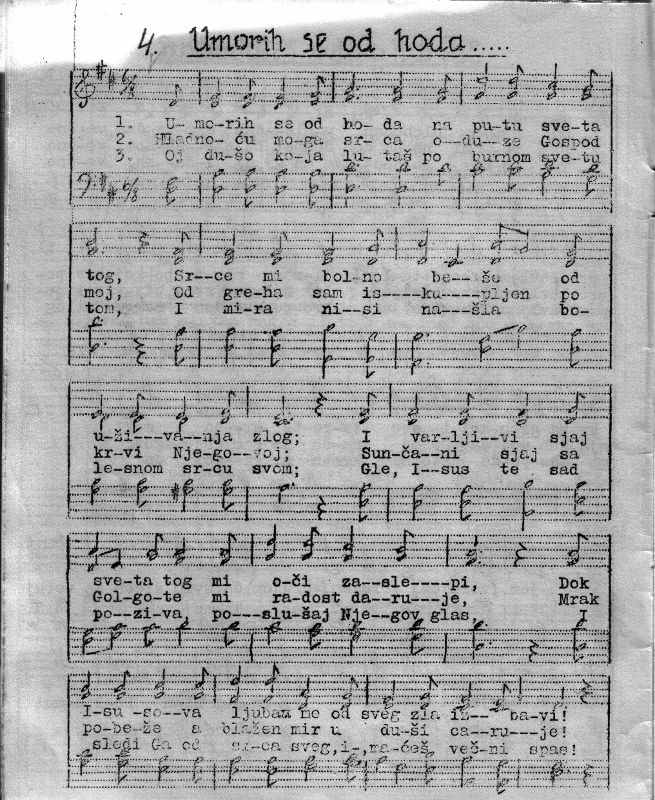 4. Umorih se od hoda.....
1. U- mo-rih se od ho- da na pu-tu sve-ta
2. Hladno- ću mo-ga sr- ca o--du- ze Gospod
3. Oj du-šo ko-ja lu- taš po burnom sve-tu
tog, Sr--ce mi bol-no be---še od
moj, Od gre-ha sam is----ku----pljen po
tom, I mi-ra ni--si na---šla bo-
u-ži---va--nja zlog; I var-lji--vi sjaj
kr-vi Nje-go--voj; Sun-ča--ni sjaj sa
le-snom sr-cu svom; Gle, I--sus te sad
sve-ta tog mi o-či za--sle----pi, Dok
Gol-go-te mi ra-dost da--ru---je, Mrak
po--zi-va, po---slu-šaj Nje--gov glas, I
I-su -so--va ljubav me od sveg zla iz-- ba-vi!
po-be-že a blažen mir u du-ši ca--ru---je!
sledi Ga od sr-ca sveg,i-,ma-ćeš več-ni spas!